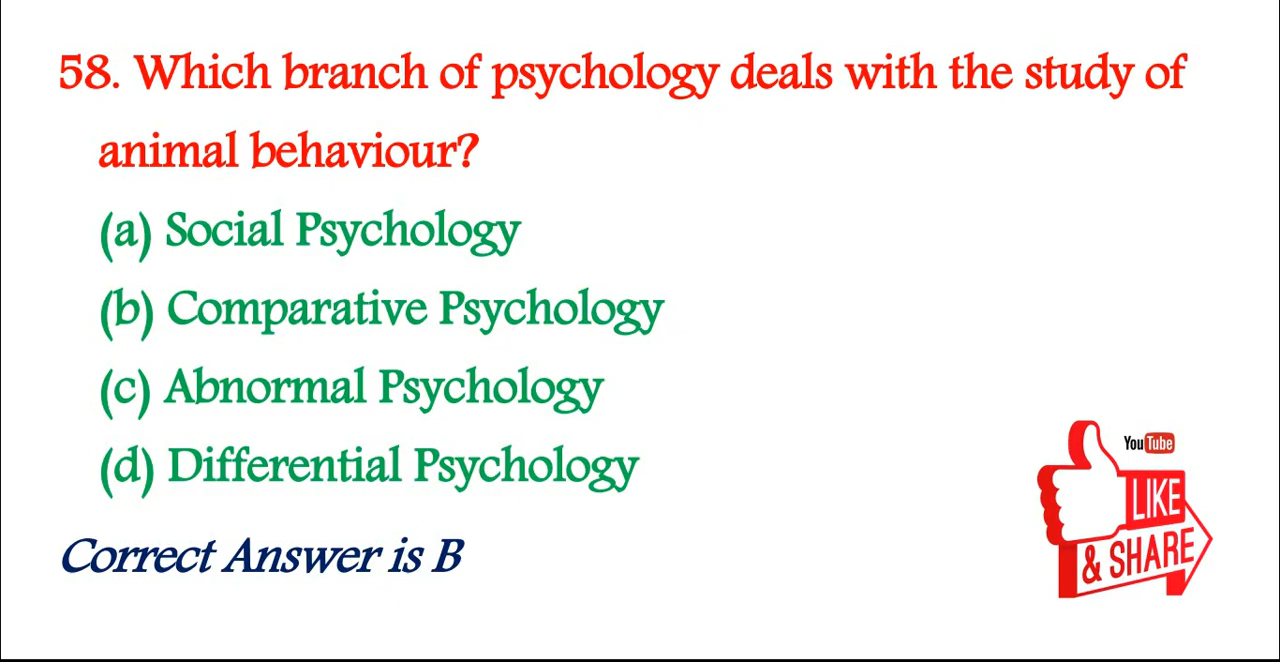 58. Which branch of psychology deals with the study of
animal behaviour?
(a) Social Psychology
(b) Comparative Psychology
(c) Abnormal Psychology
(d) Differential Psychology
Correct Answer is B
YouTube
LIKE
& SHARE